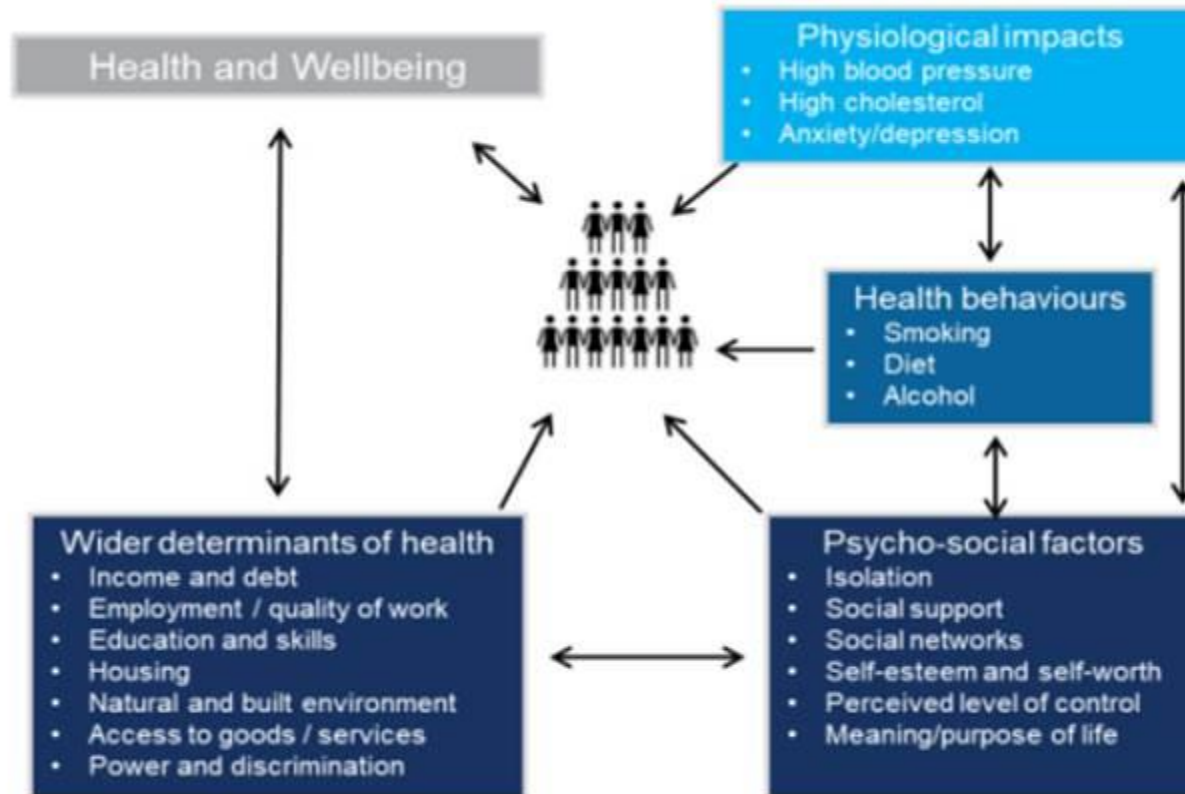 Health and Wellbeing
Physiological impacts
• High blood pressure
• High cholesterol
• Anxiety/depression
Health behaviours
• Smoking
• Diet
• Alcohol
Wider determinants of health
• Income and debt
• Employment / quality of work
• Education and skills
• Housing
• Natural and built environment
• Access to goods / services
• Power and discrimination
Psycho-social factors
• Isolation
• Social support
• Social networks
• Self-esteem and self-worth
• Perceived level of control
• Meaning/purpose of life